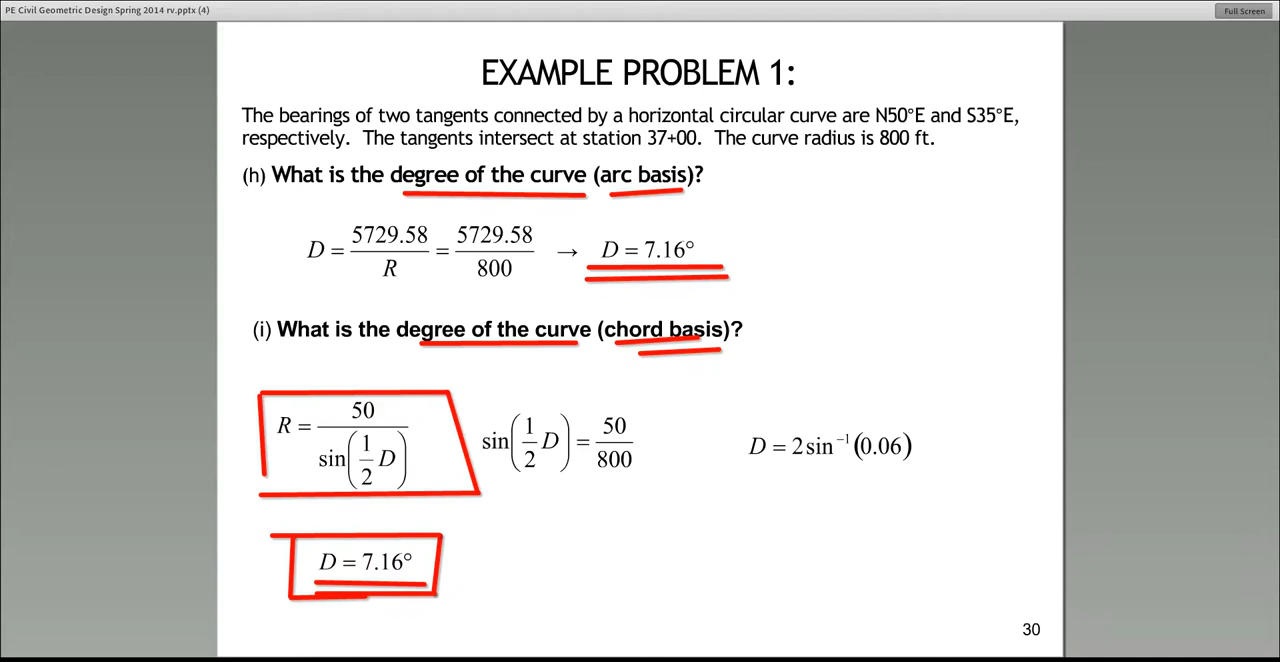 PE Civil Geometric Design Spring 2014 rv.pptx (4)
Full Screen
EXAMPLE PROBLEM 1:
The bearings of two tangents connected by a horizontal circular curve are N50°E and S35°E,
respectively. The tangents intersect at station 37+00. The curve radius is 800 ft.
(h) What is the degree of the curve (arc basis)?
D = 5729.58 / R = 5729.58 / 800 → D = 7.16°
(i) What is the degree of the curve (chord basis)?
R = 50 / sin(1/2 D) sin(1/2 D) = 50 / 800 D = 2 sin⁻¹(0.06)
D = 7.16°
30